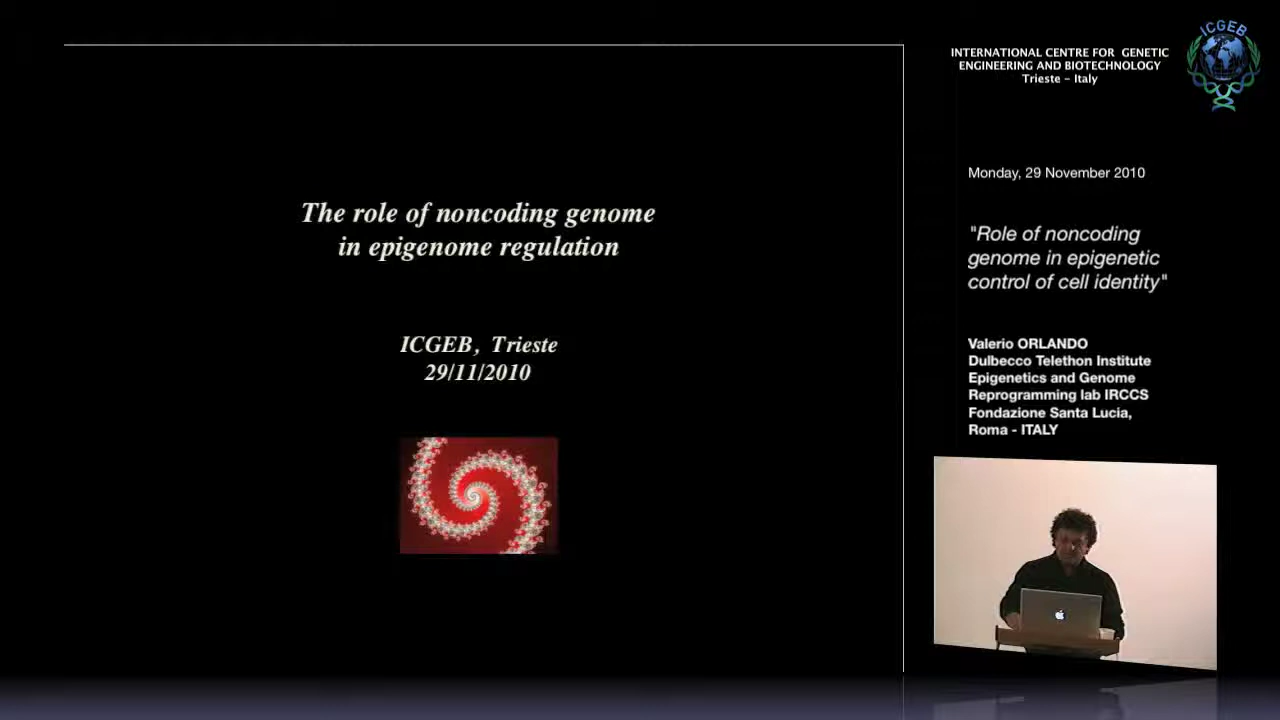 The role of noncoding genome
in epigenome regulation
ICGEB, Trieste
29/11/2010
INTERNATIONAL CENTRE FOR GENETIC
ENGINEERING AND BIOTECHNOLOGY
Trieste - Italy
ICGEB
Monday, 29 November 2010
"Role of noncoding
genome in epigenetic
control of cell identity"
Valerio ORLANDO
Dulbecco Telethon Institute
Epigenetics and Genome
Reprogramming lab IRCCS
Fondazione Santa Lucia,
Roma - ITALY